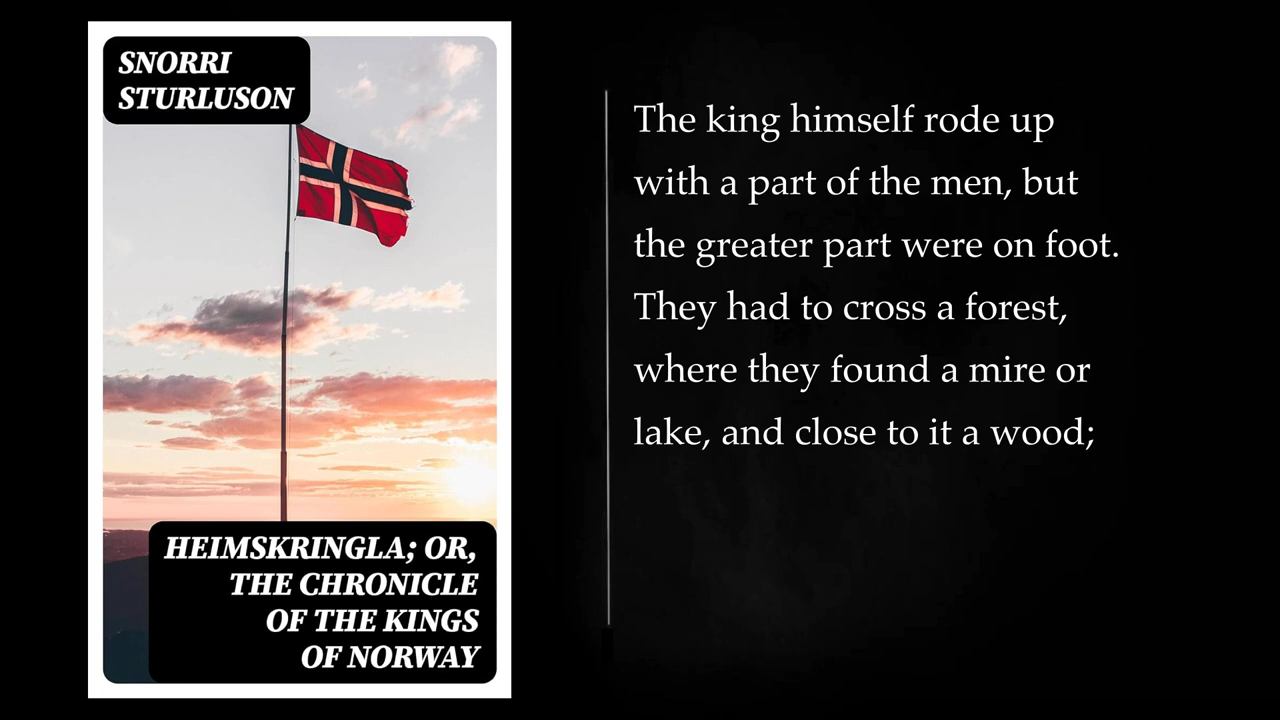 SNORRI
STURLUSON
HEIMSKRINGLA; OR,
THE CHRONICLE
OF THE KINGS
OF NORWAY
The king himself rode up
with a part of the men, but
the greater part were on foot.
They had to cross a forest,
where they found a mire or
lake, and close to it a wood;